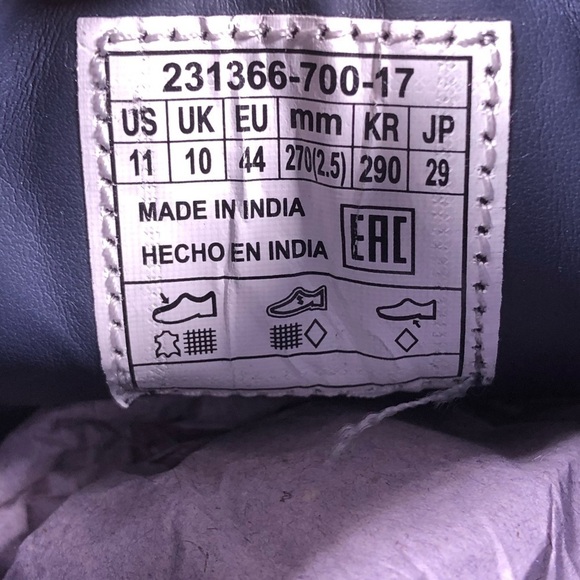 231366-700-17
US UK EU mm KR JP
11 10 44 270(2.5) 290 29
MADE IN INDIA
HECHO EN INDIA
EAC